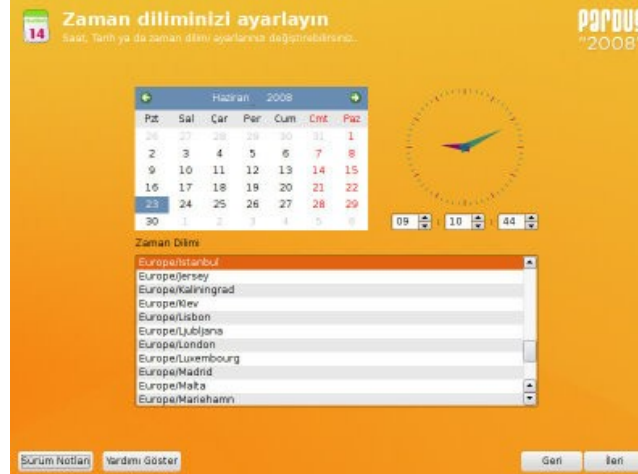 Zaman diliminizi ayarlayın
14
Saat, Tarih ya da zaman dilimi ayarlarınızı değiştirebilirsiniz.
PARDUS
"2008"
Haziran 2008
Pzt Sal Çar Per Cum Cmt Paz
26 27 28 29 30 31 1
2 3 4 5 6 7 8
9 10 11 12 13 14 15
16 17 18 19 20 21 22
23 24 25 26 27 28 29
30 1 2 3 4 5 6
09 : 10 : 44
Zaman Dilimi
Europe/Istanbul
Europe/Jersey
Europe/Kaliningrad
Europe/Kiev
Europe/Lisbon
Europe/Ljubljana
Europe/London
Europe/Luxembourg
Europe/Madrid
Europe/Malta
Europe/Mariehamn
Sürüm Notları Yardımı Göster Geri İleri